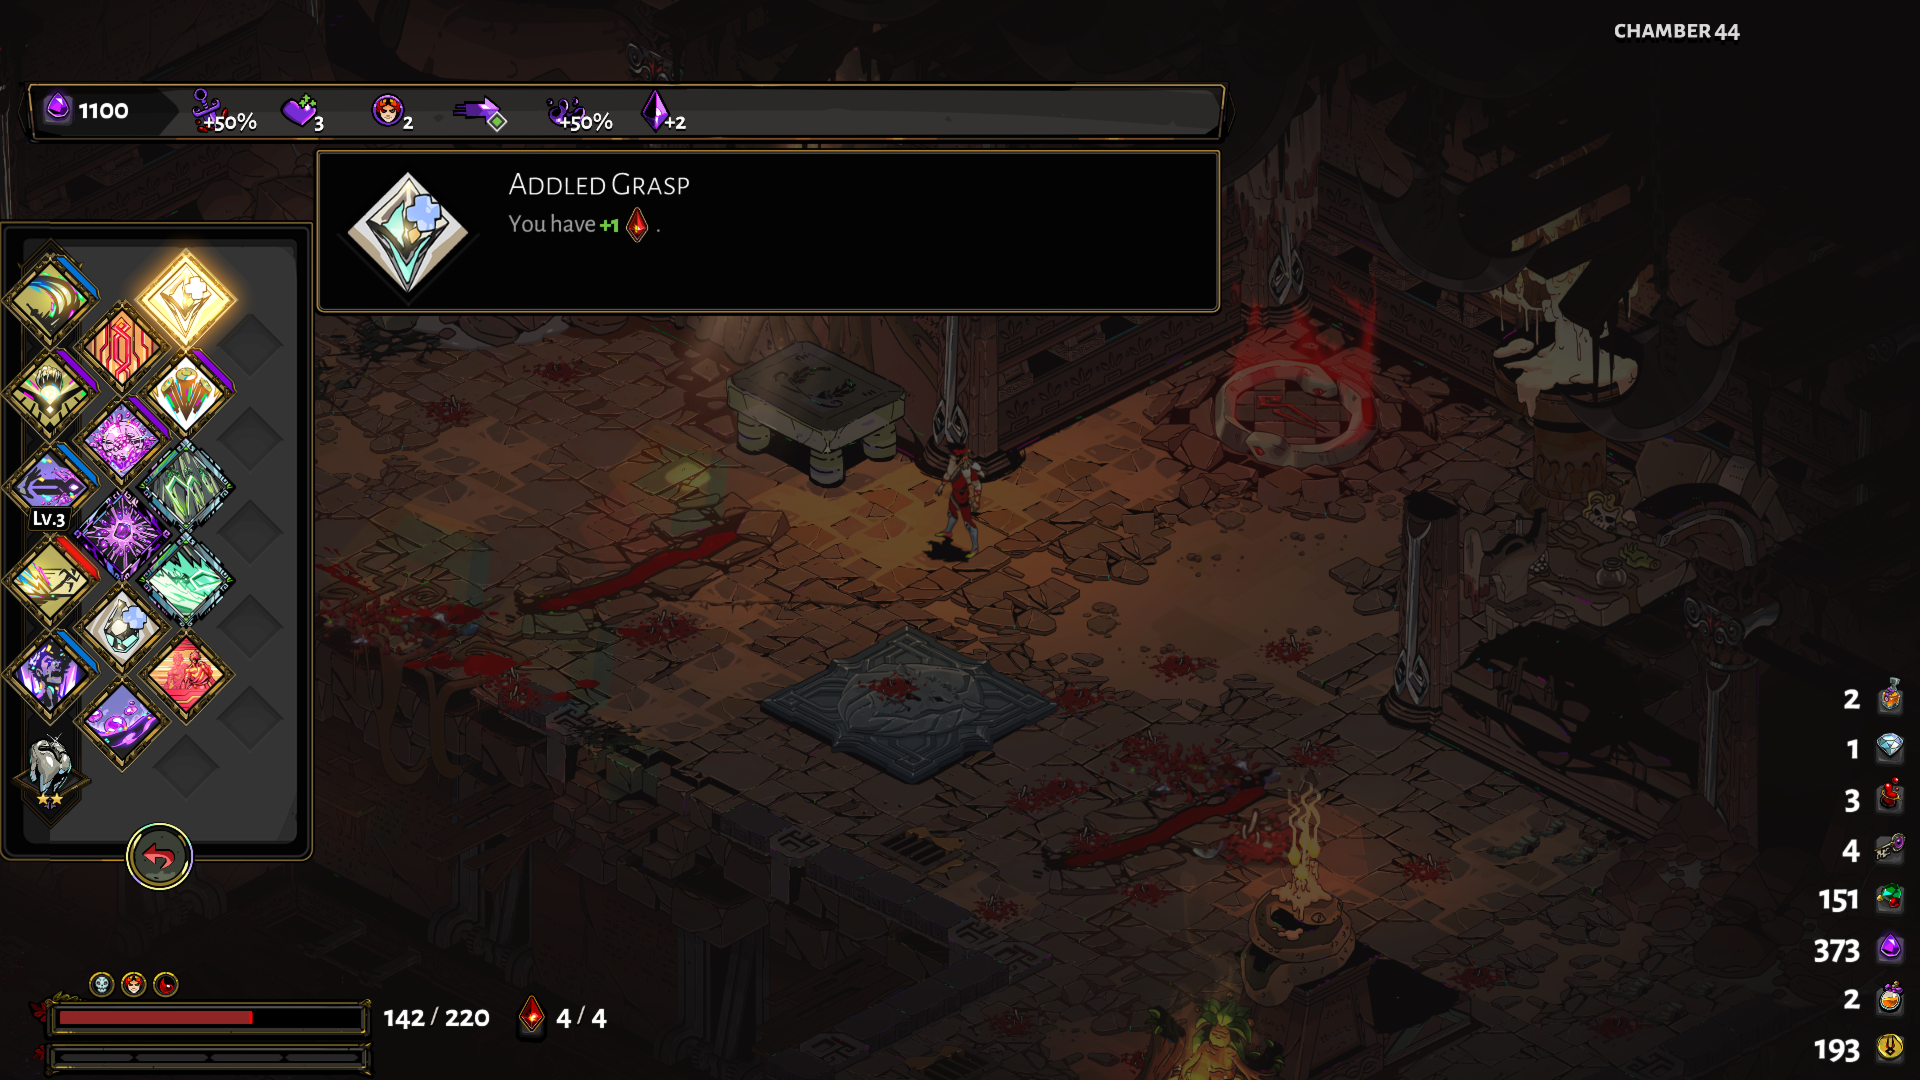 CHAMBER 44
1100
+50%
3
2
+50%
+2
ADDLED GRASP
You have +1 .
Lv.3
2
1
3
4
151
373
2
193
142 / 220
4 / 4